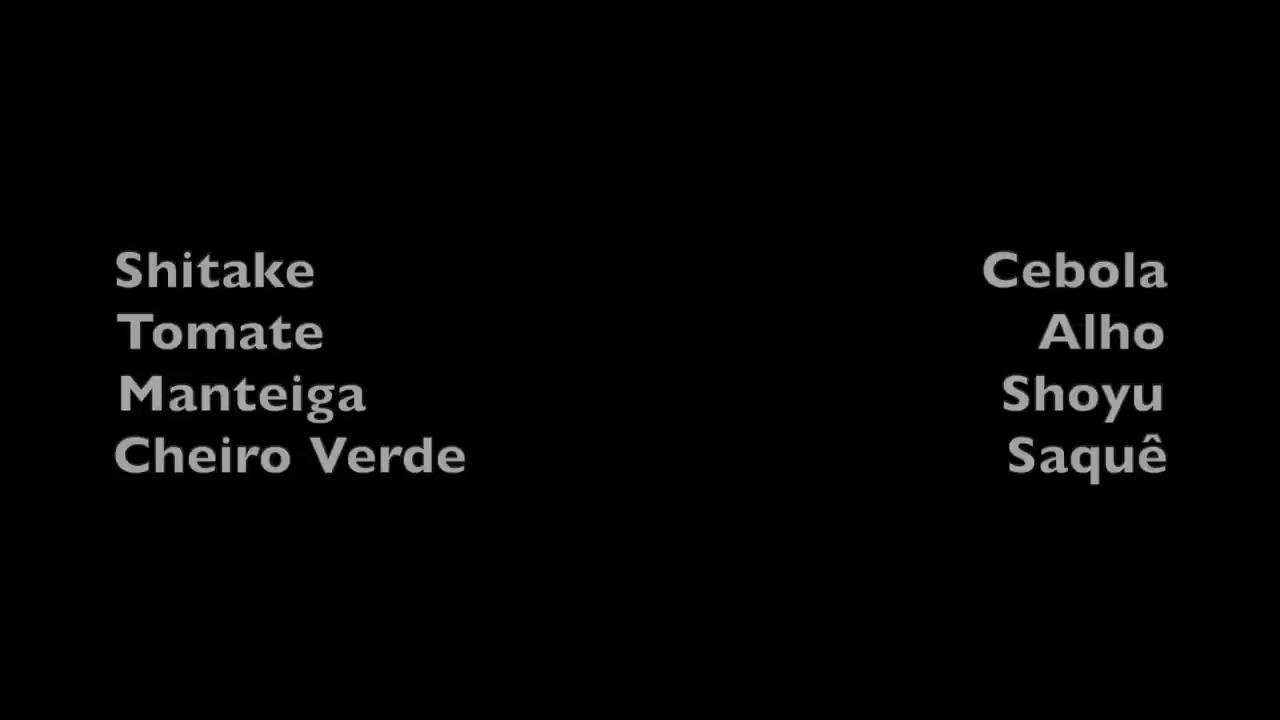 Shitake
Tomate
Manteiga
Cheiro Verde
Cebola
Alho
Shoyu
Saquê